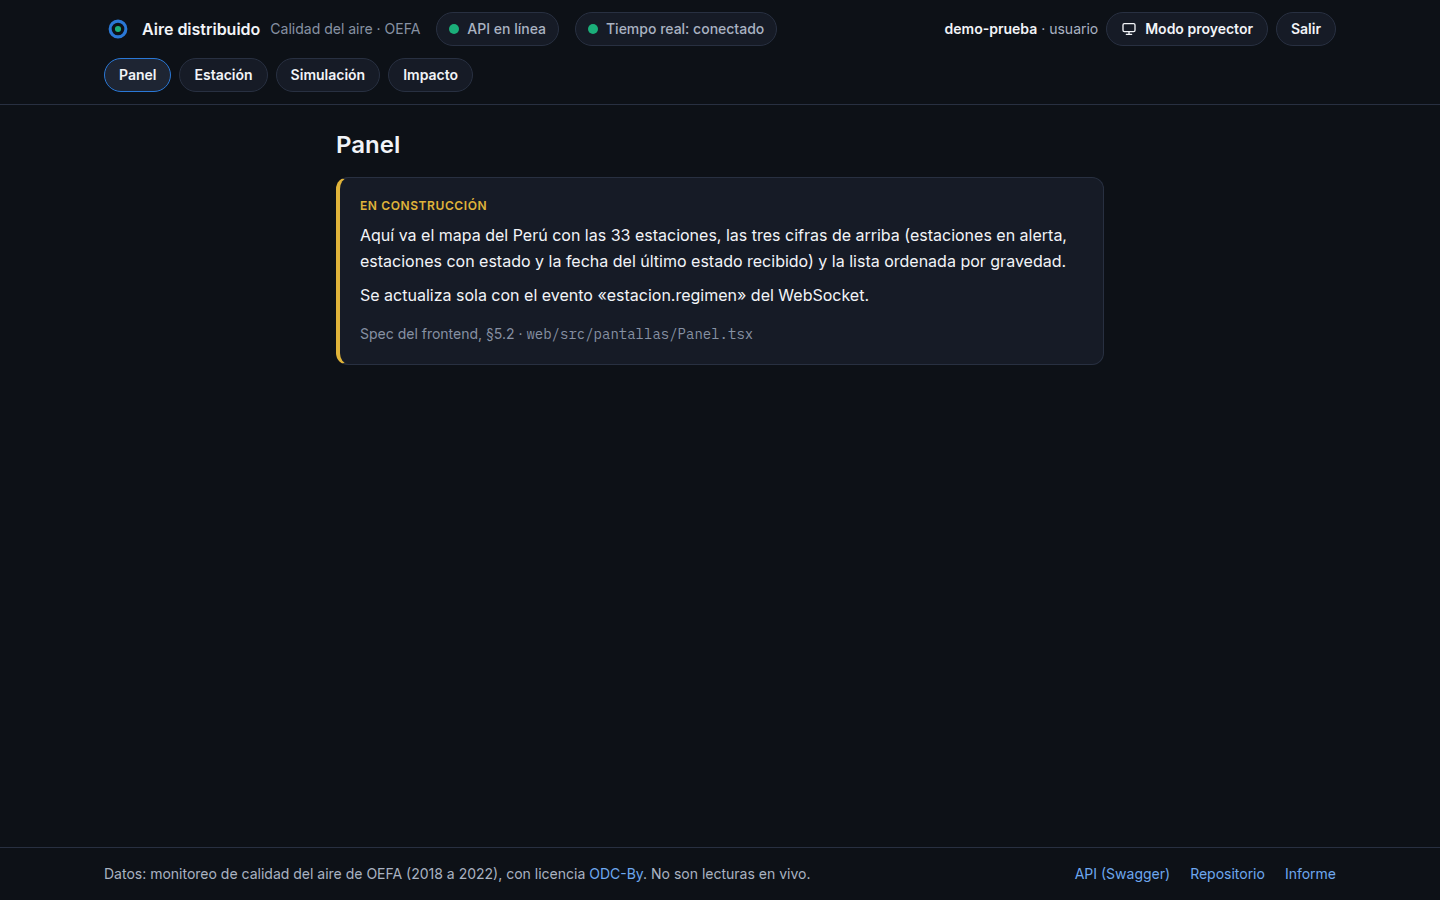 Aire distribuido Calidad del aire · OEFA API en línea Tiempo real: conectado demo-prueba · usuario Modo proyector Salir
Panel Estación Simulación Impacto
Panel
EN CONSTRUCCIÓN
Aquí va el mapa del Perú con las 33 estaciones, las tres cifras de arriba (estaciones en alerta,
estaciones con estado y la fecha del último estado recibido) y la lista ordenada por gravedad.
Se actualiza sola con el evento «estacion.regimen» del WebSocket.
Spec del frontend, §5.2 · web/src/pantallas/Panel.tsx
Datos: monitoreo de calidad del aire de OEFA (2018 a 2022), con licencia ODC-By. No son lecturas en vivo. API (Swagger) Repositorio Informe